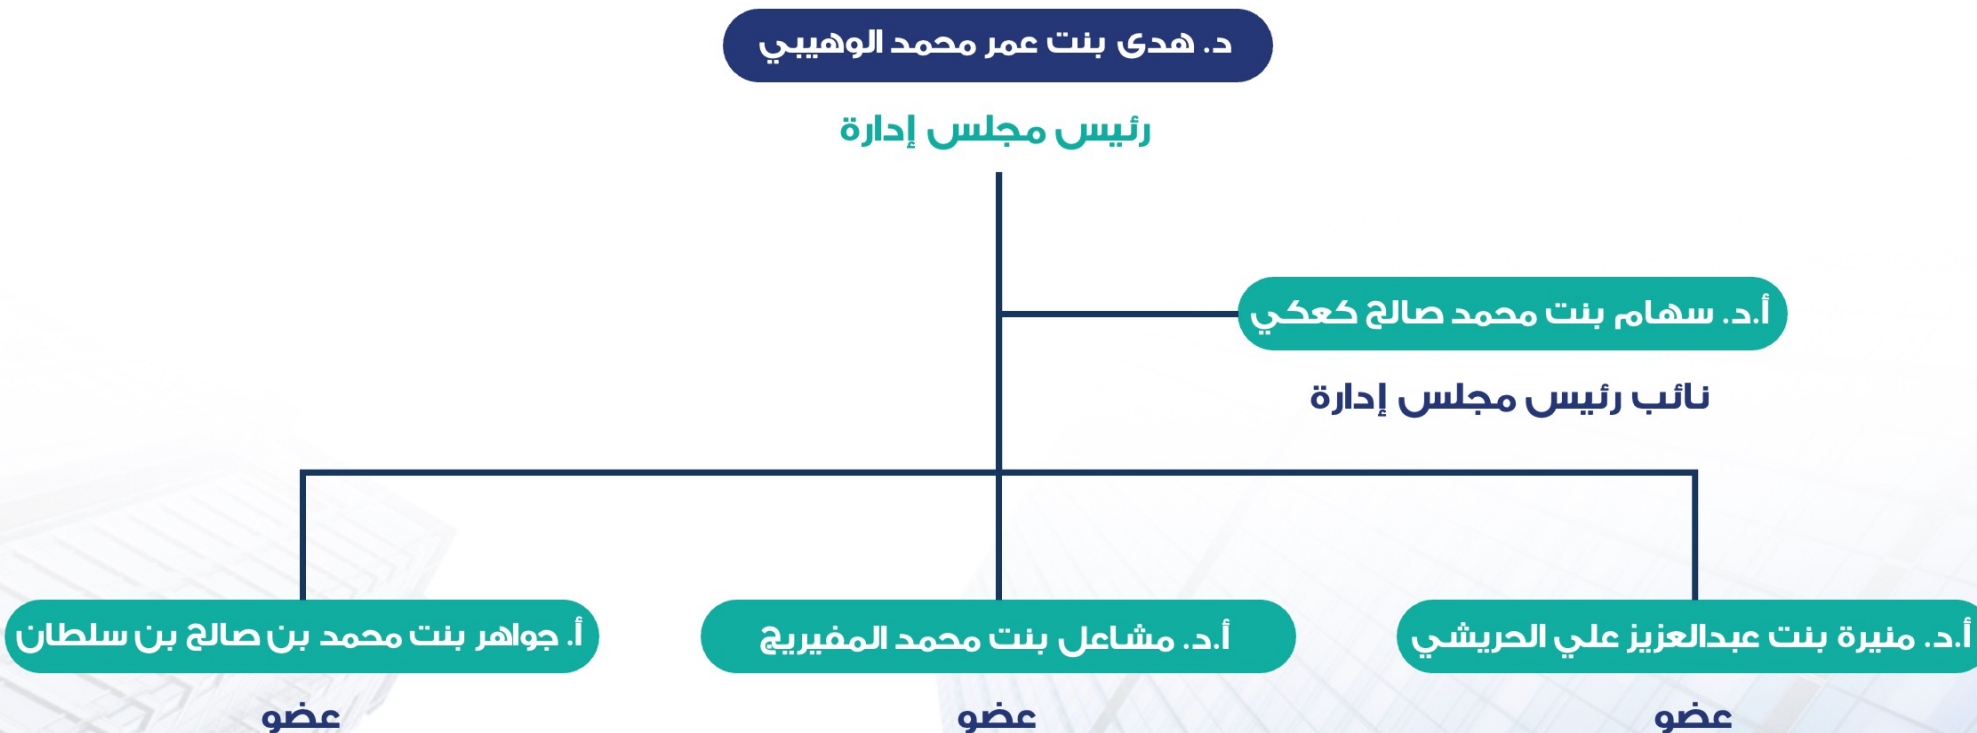 د. هدى بنت عمر محمد الوهيبي
رئيس مجلس إدارة
أ.د. سهام بنت محمد صالح كعكي
نائب رئيس مجلس إدارة
أ.د. منيرة بنت عبدالعزيز علي الحريشي
عضو
أ.د. مشاعل بنت محمد المفيريج
عضو
أ. جواهر بنت محمد بن صالح بن سلطان
عضو